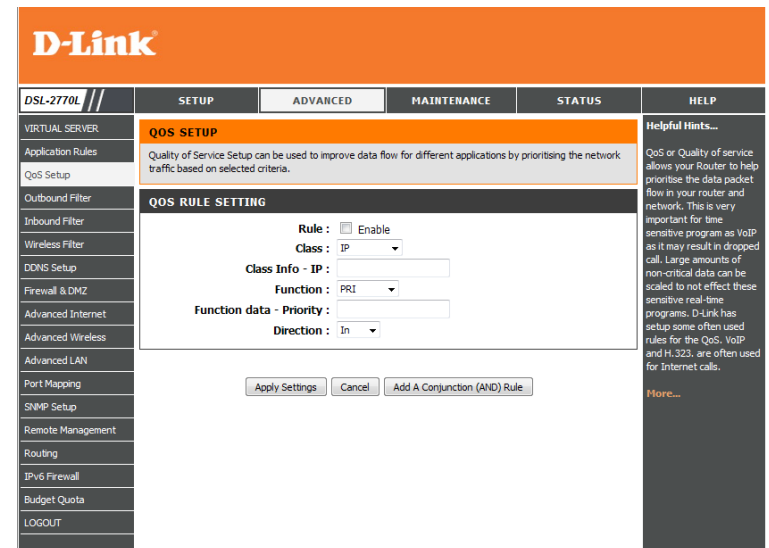 D-Link
DSL-2770L
SETUP
ADVANCED
MAINTENANCE
STATUS
HELP
VIRTUAL SERVER
Application Rules
QoS Setup
Outbound Filter
Inbound Filter
Wireless Filter
DDNS Setup
Firewall & DMZ
Advanced Internet
Advanced Wireless
Advanced LAN
Port Mapping
SNMP Setup
Remote Management
Routing
IPv6 Firewall
Budget Quota
LOGOUT
QOS SETUP
Quality of Service Setup can be used to improve data flow for different applications by prioritising the network
traffic based on selected criteria.
QOS RULE SETTING
Rule : Enable
Class : IP
Class Info - IP :
Function : PRI
Function data - Priority :
Direction : In
Apply Settings
Cancel
Add A Conjunction (AND) Rule
Helpful Hints...
QoS or Quality of service
allows your Router to help
prioritise the data packet
flow in your router and
network. This is very
important for time
sensitive program as VoIP
as it may result in dropped
call. Large amounts of
non-critical data can be
scaled to not effect these
sensitive real-time
programs. D-Link has
setup some often used
rules for the QoS. VoIP
and H.323. are often used
for Internet calls.
More...